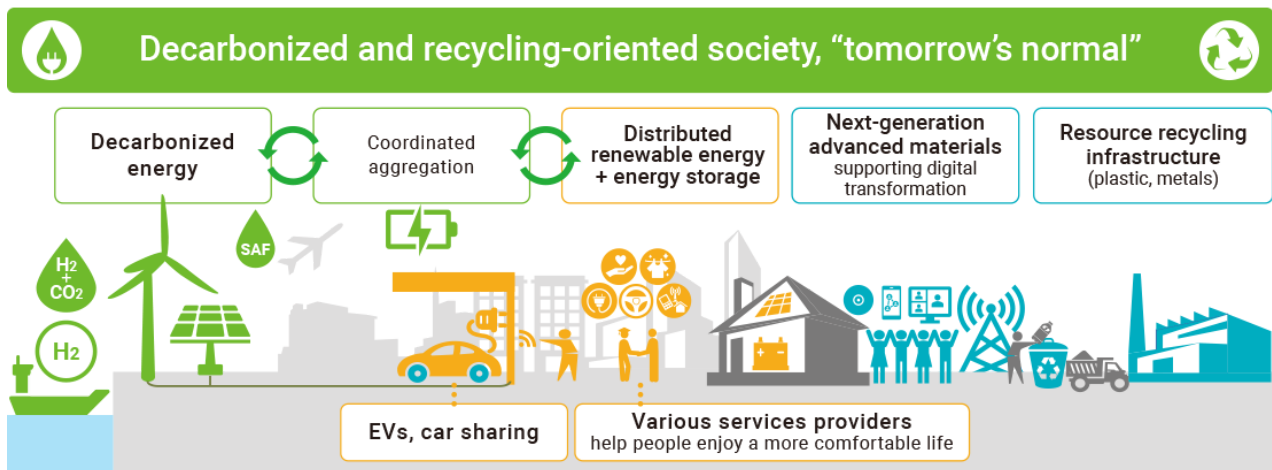 Decarbonized and recycling-oriented society, “tomorrow’s normal”
Decarbonized
energy
Coordinated
aggregation
Distributed
renewable energy
+ energy storage
Next-generation
advanced materials
supporting digital
transformation
Resource recycling
infrastructure
(plastic, metals)
SAF
H2
+
CO2
H2
EVs, car sharing
Various services providers
help people enjoy a more comfortable life